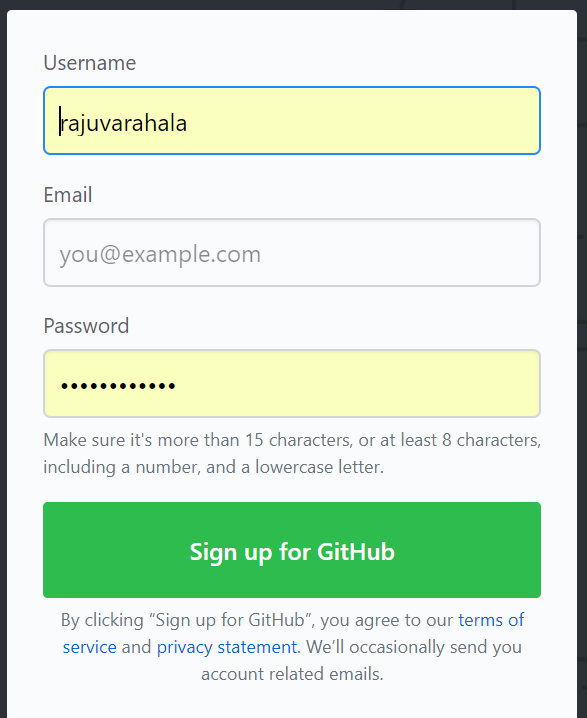 Username
rajuvarahala
Email
you@example.com
Password
••••••••••••
Make sure it's more than 15 characters, or at least 8 characters,
including a number, and a lowercase letter.
Sign up for GitHub
By clicking “Sign up for GitHub”, you agree to our terms of
service and privacy statement. We’ll occasionally send you
account related emails.